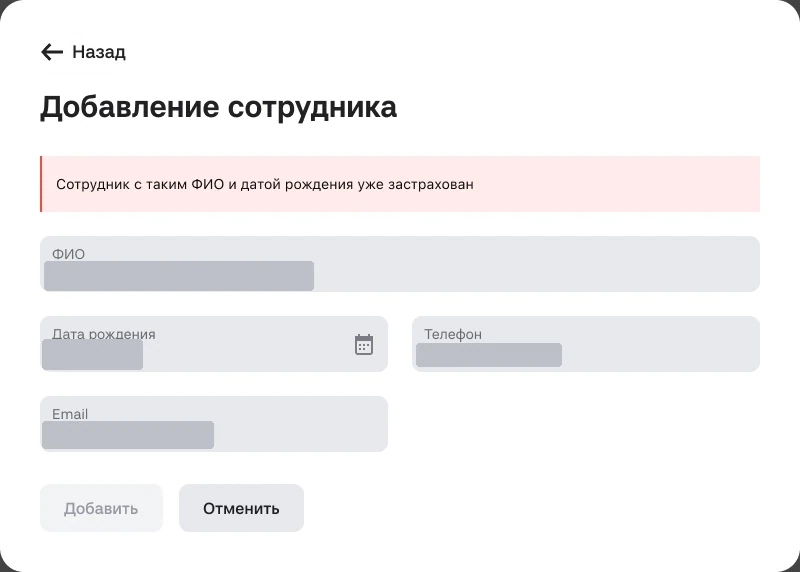 Назад
Добавление сотрудника
Сотрудник с таким ФИО и датой рождения уже застрахован
ФИО
Дата рождения
Телефон
Email
Добавить
Отменить